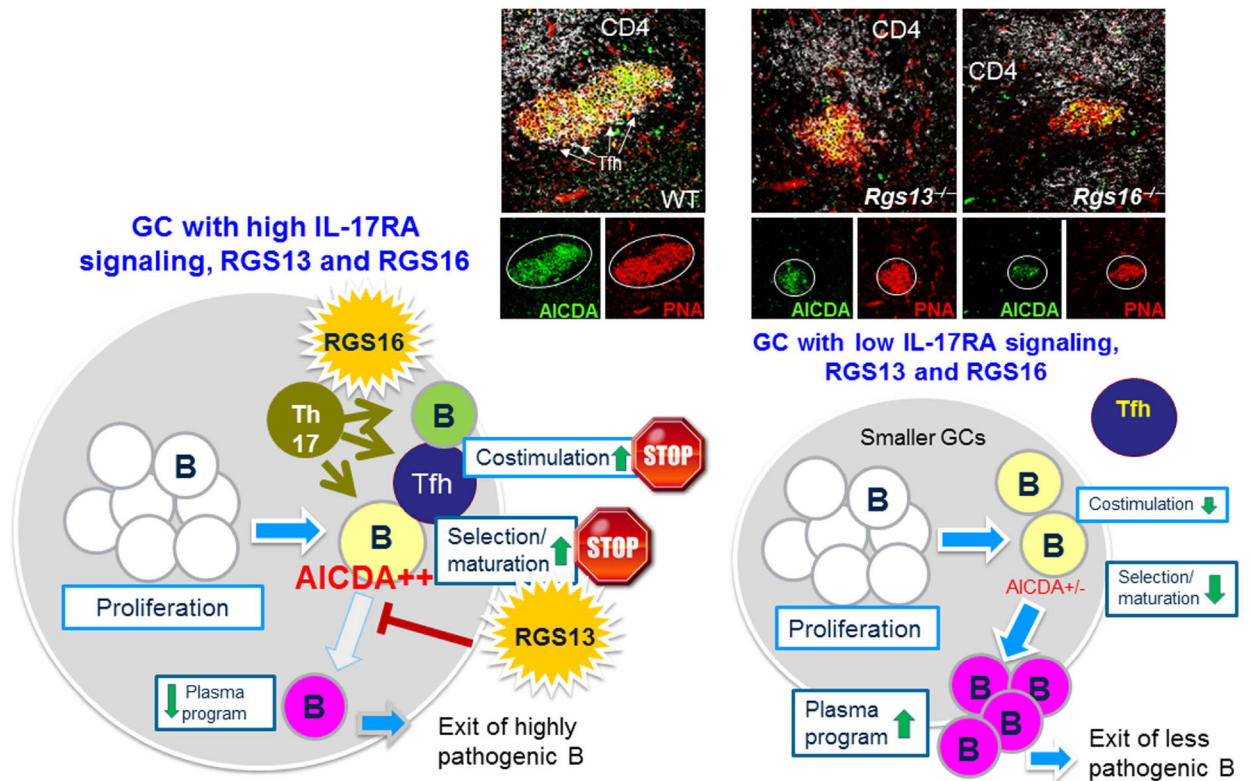 CD4
Tfh
WT
AICDA
PNA
CD4
Rgs13-/-
CD4
Rgs16-/-
AICDA
PNA
AICDA
PNA
GC with high IL-17RA
signaling, RGS13 and RGS16
RGS16
Th
17
B
B
Tfh
Costimulation
STOP
B
AICDA++
Selection/
maturation
STOP
Proliferation
RGS13
Plasma
program
B
Exit of highly
pathogenic B
GC with low IL-17RA signaling,
RGS13 and RGS16
Tfh
Smaller GCs
B
B
B
Costimulation
AICDA+/-
Selection/
maturation
Proliferation
B
B
B
B
Plasma
program
Exit of less
pathogenic B